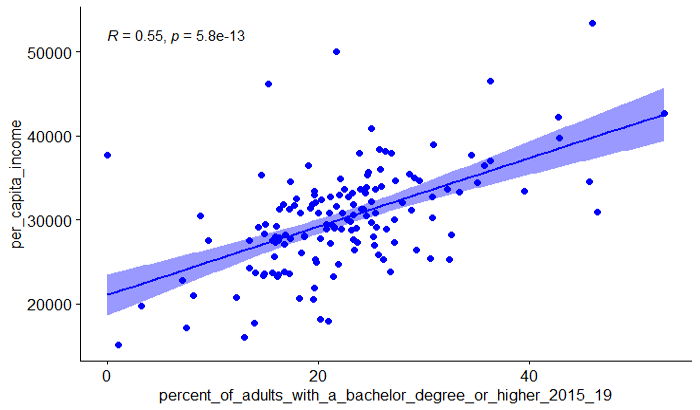 R = 0.55, p = 5.8e-13
50000
40000
30000
20000
per_capita_income
0
20
40
percent_of_adults_with_a_bachelor_degree_or_higher_2015_19